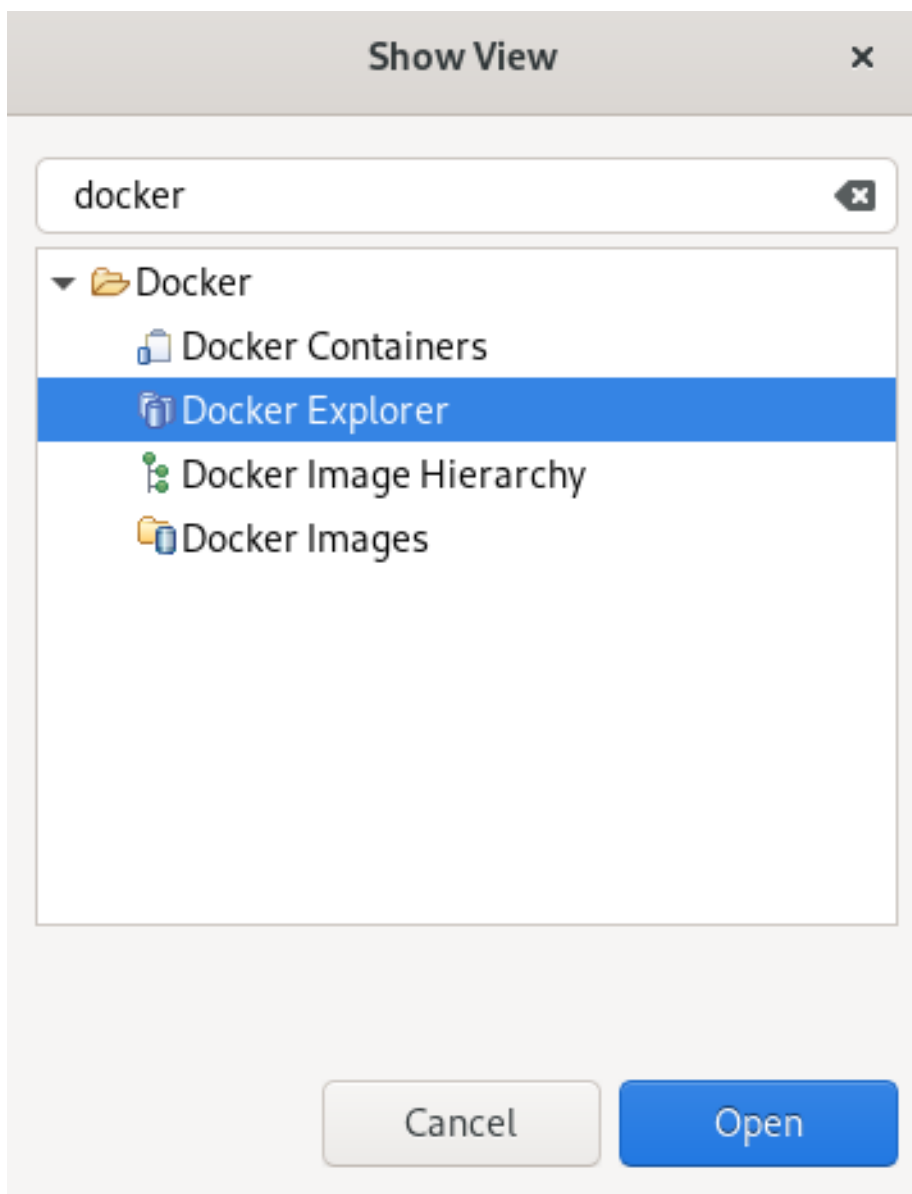 Show View
docker
Docker
Docker Containers
Docker Explorer
Docker Image Hierarchy
Docker Images
Cancel Open